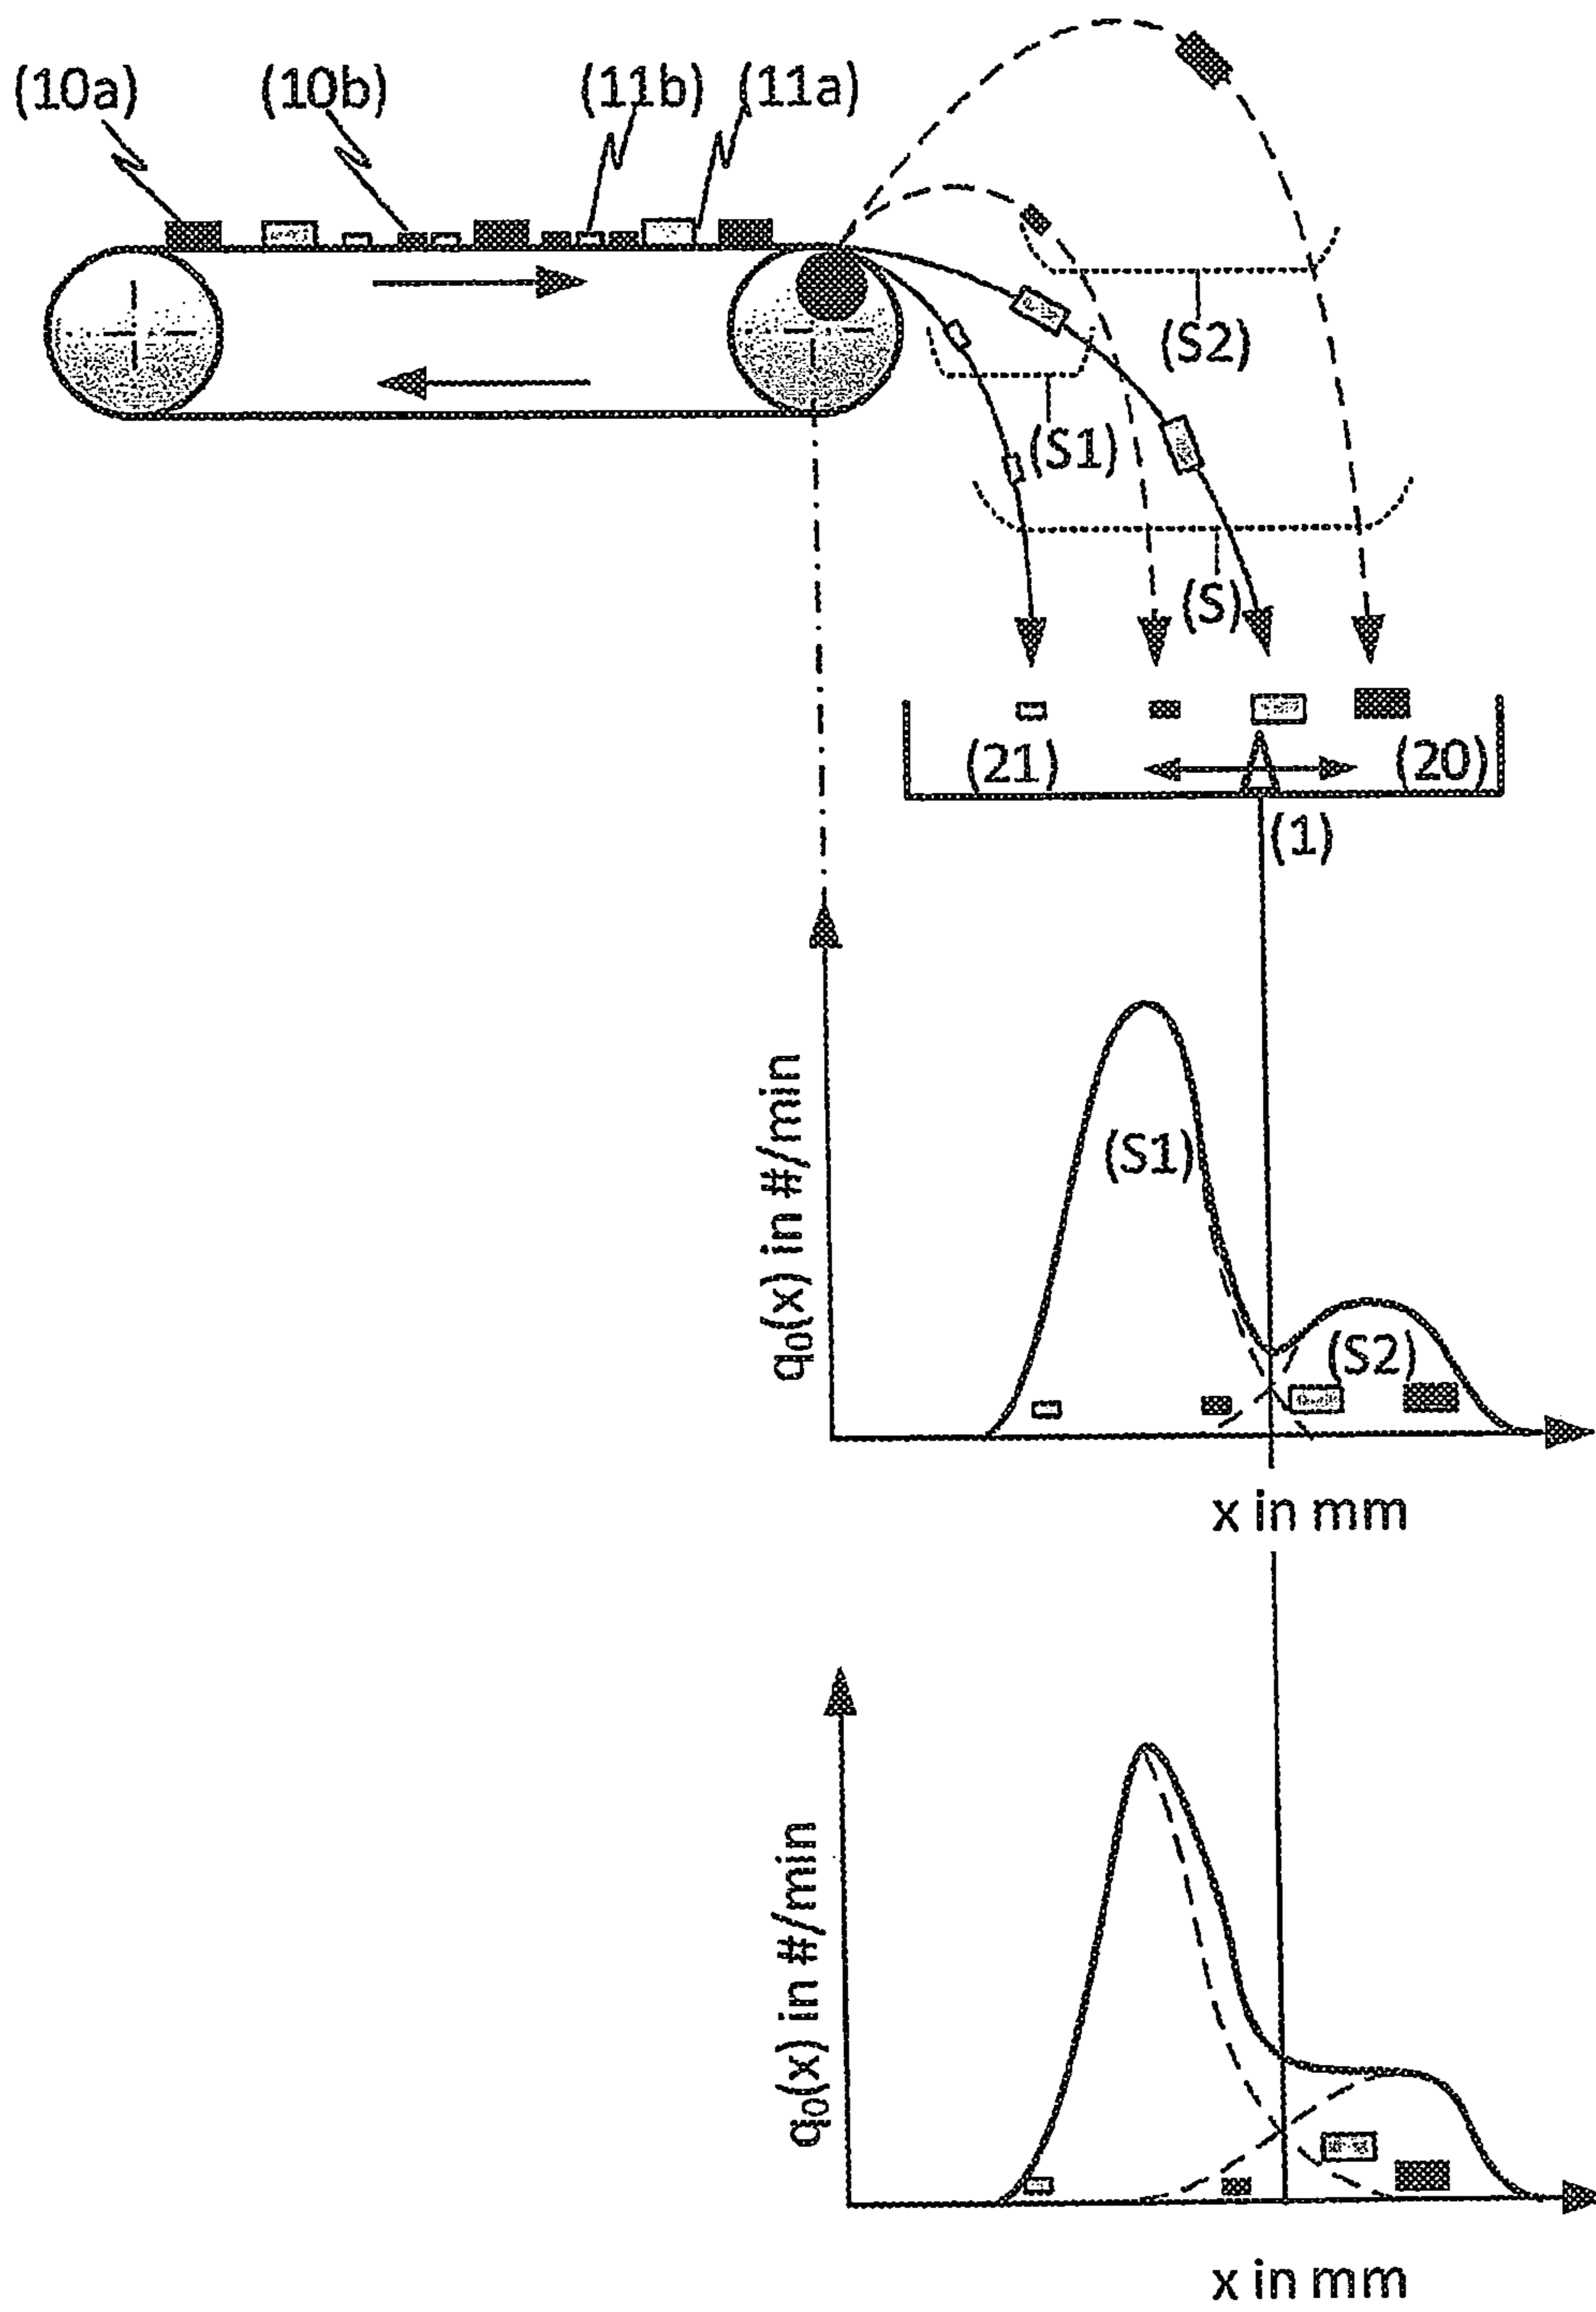 (10a) (10b) (11b) (11a)
(S2)
(S1)
(S)
(21) (20)
(1)
q₀(x) in #/min
(S1)
(S2)
x in mm
q₀(x) in #/min
x in mm